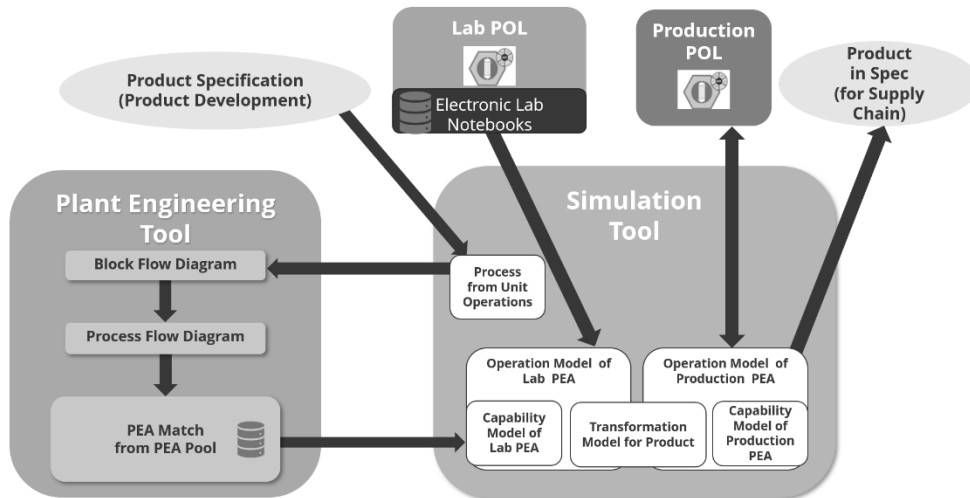 Lab POL
Electronic Lab
Notebooks
Production
POL
Product
in Spec
(for Supply
Chain)
Product Specification
(Product Development)
Plant Engineering
Tool
Block Flow Diagram
Process Flow Diagram
PEA Match
from PEA Pool
Simulation
Tool
Process
from Unit
Operations
Operation Model of
Lab PEA
Capability
Model of
Lab PEA
Transformation
Model for Product
Operation Model of
Production PEA
Capability
Model of
Production
PEA